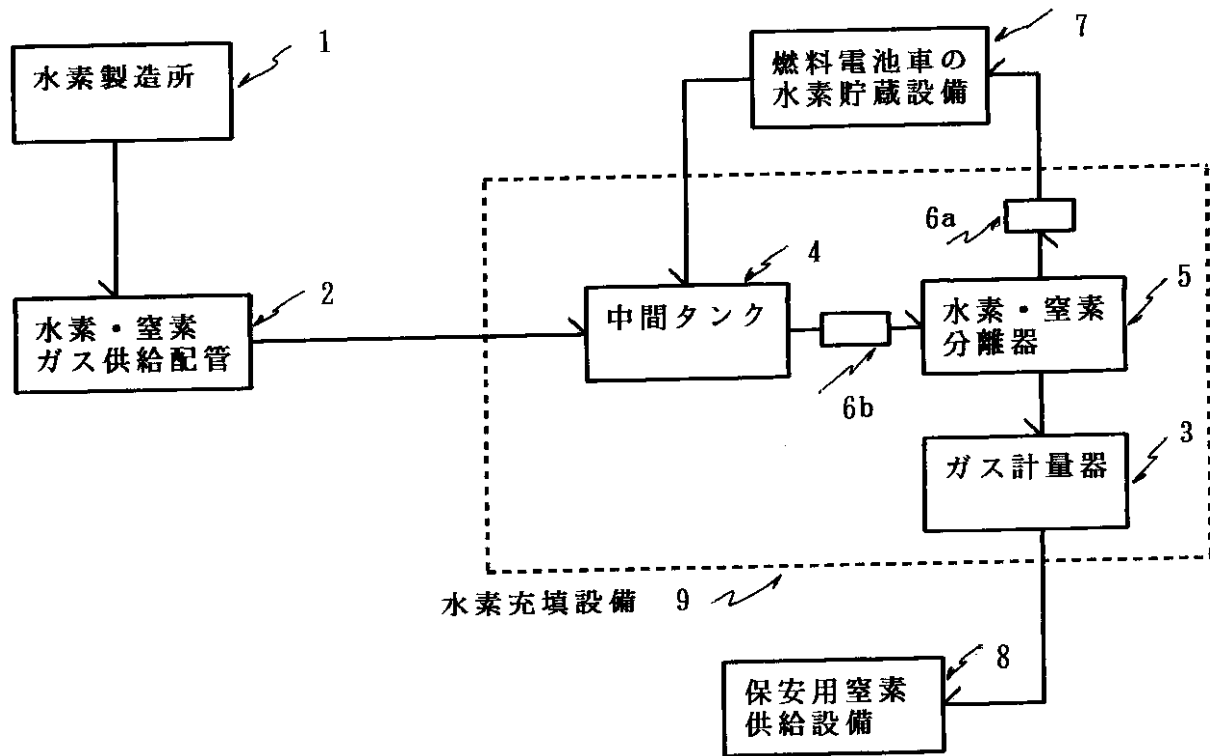 1
水素製造所
7
燃料電池車の
水素貯蔵設備
6a
2
水素・窒素
ガス供給配管
4
中間タンク
6b
5
水素・窒素
分離器
3
ガス計量器
水素充填設備 9
8
保安用窒素
供給設備